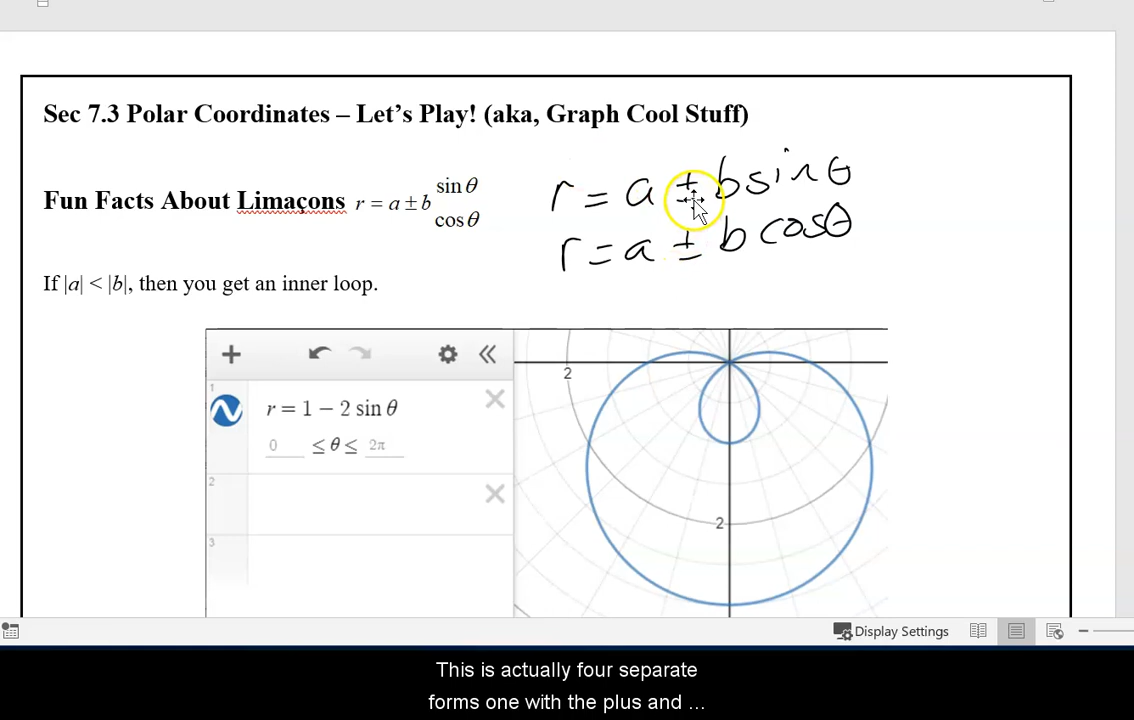 Sec 7.3 Polar Coordinates – Let's Play! (aka, Graph Cool Stuff)
r = a ± b sin θ
Fun Facts About Limaçons r = a ± b sin θ cos θ
r = a ± b cos θ
If |a| < |b|, then you get an inner loop.
1
r = 1 − 2 sin θ
0 ≤ θ ≤ 2π
2
3
2
2
Display Settings
This is actually four separate
forms one with the plus and ...